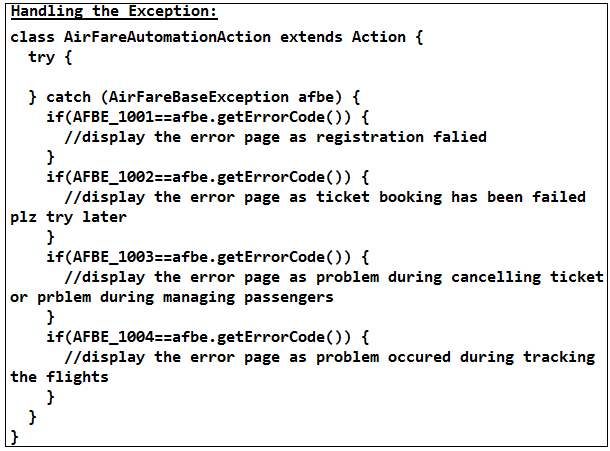 Handling the Exception:
class AirFareAutomationAction extends Action {
  try {

  } catch (AirFareBaseException afbe) {
    if(AFBE_1001==afbe.getErrorCode()) {
      //display the error page as registration falied
    }
    if(AFBE_1002==afbe.getErrorCode()) {
      //display the error page as ticket booking has been failed
plz try later
    }
    if(AFBE_1003==afbe.getErrorCode()) {
      //display the error page as problem during cancelling ticket
or prblem during managing passengers
    }
    if(AFBE_1004==afbe.getErrorCode()) {
      //display the error page as problem occured during tracking
the flights
    }
  }
}